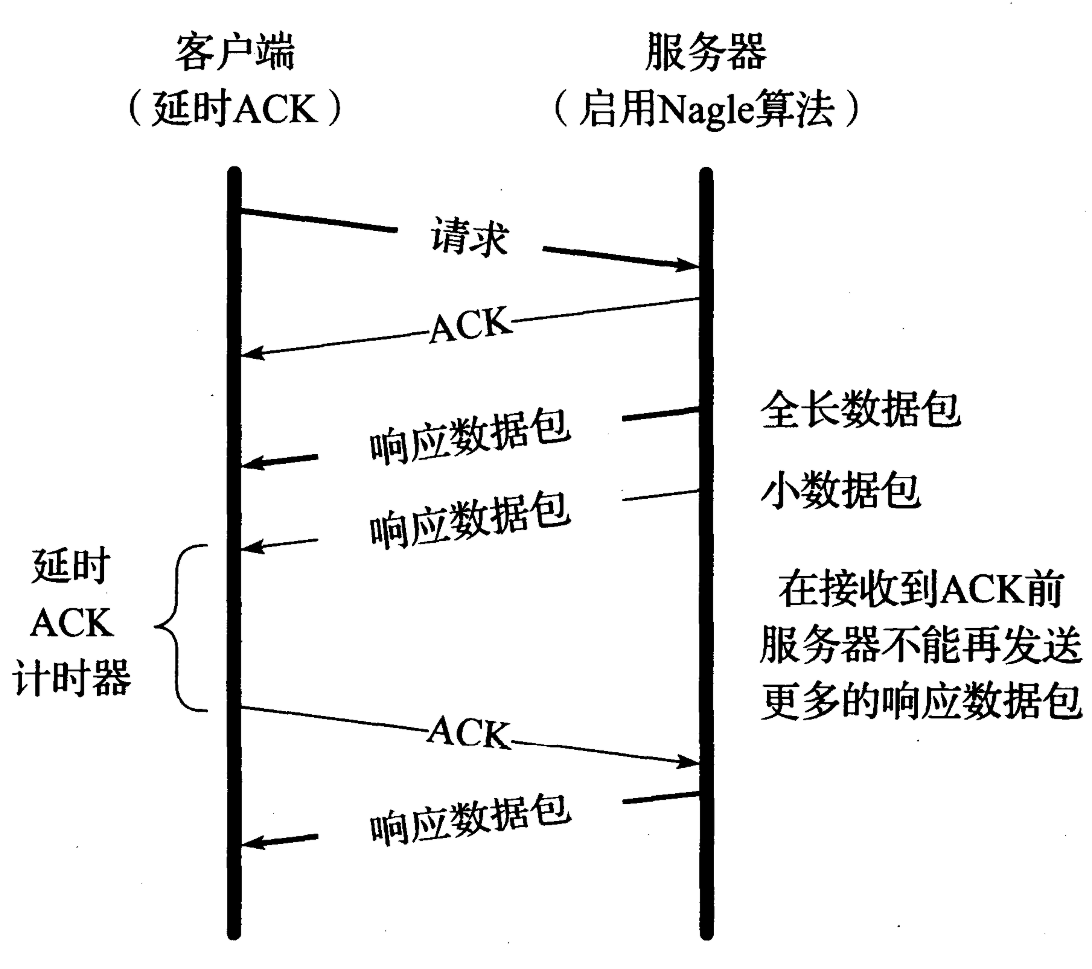 客户端
（延时ACK）
服务器
（启用Nagle算法）
请求
ACK
响应数据包
全长数据包
响应数据包
小数据包
延时
ACK
计时器
在接收到ACK前
服务器不能再发送
更多的响应数据包
ACK
响应数据包